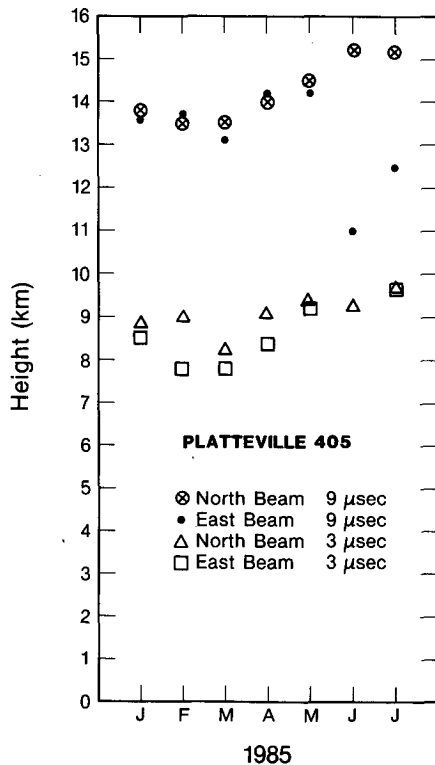 16
15
14
13
12
11
10
9
8
7
6
5
4
3
2
1
0
Height (km)
PLATTEVILLE 405
North Beam 9 μsec
East Beam 9 μsec
North Beam 3 μsec
East Beam 3 μsec
J F M A M J J
1985